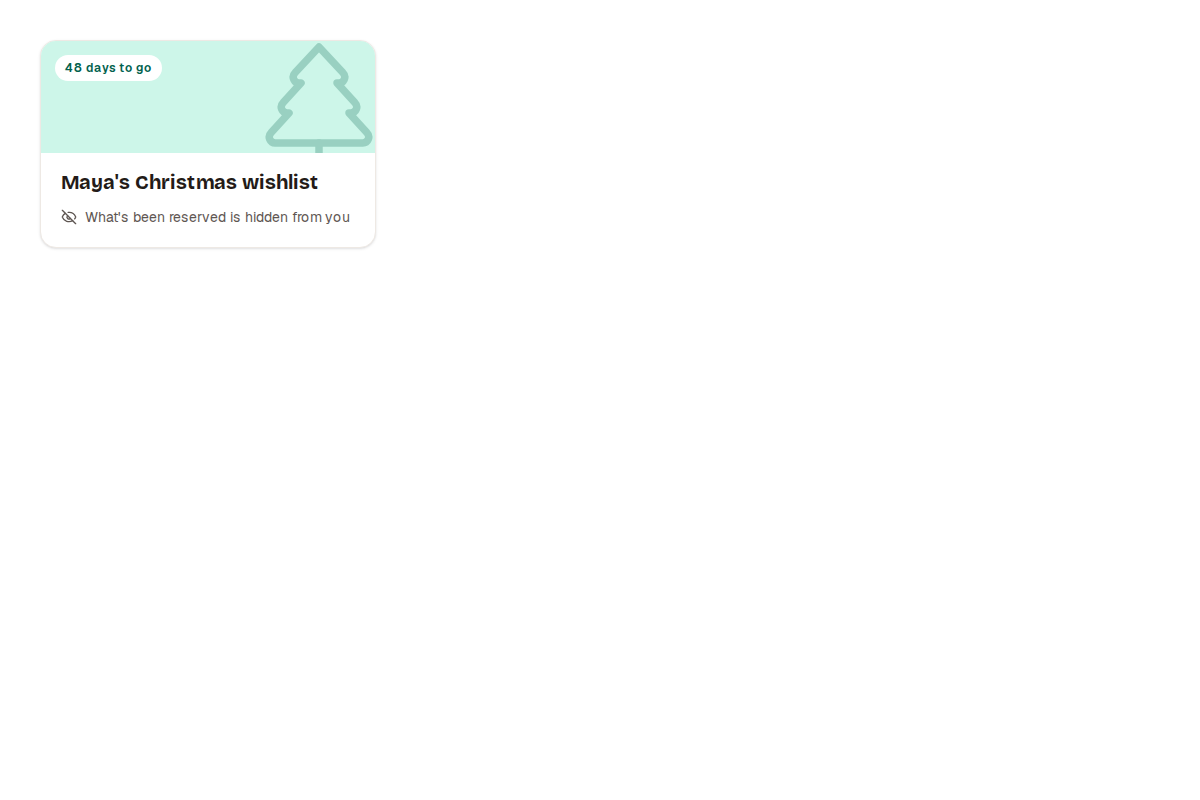 48 days to go
Maya's Christmas wishlist
What's been reserved is hidden from you